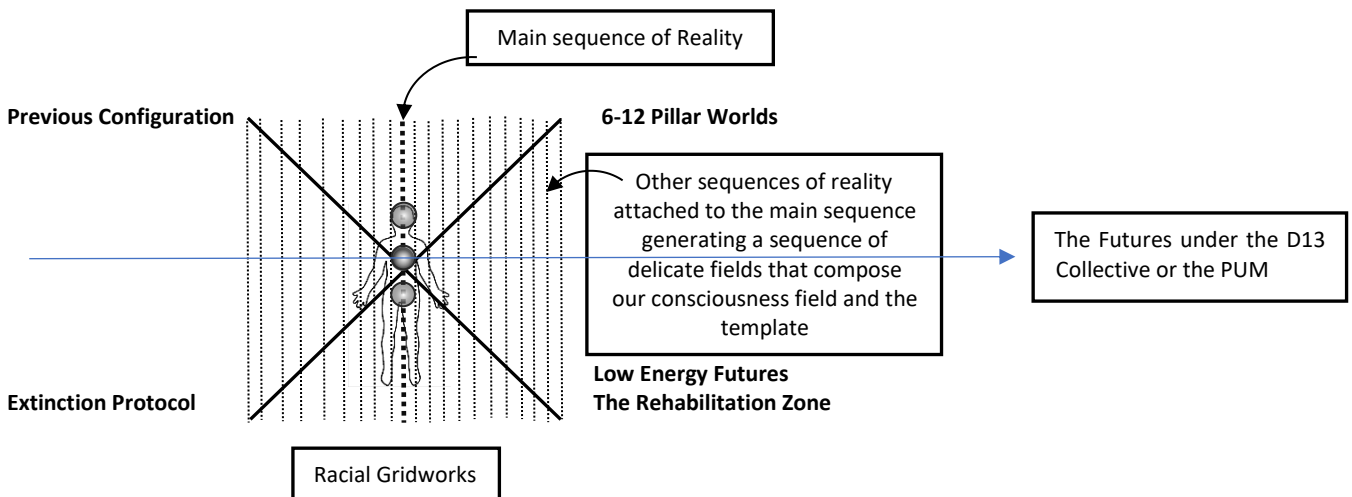 Main sequence of Reality
Previous Configuration
6-12 Pillar Worlds
Other sequences of reality
attached to the main sequence
generating a sequence of
delicate fields that compose
our consciousness field and the
template
The Futures under the D13
Collective or the PUM
Extinction Protocol
Low Energy Futures
The Rehabilitation Zone
Racial Gridworks